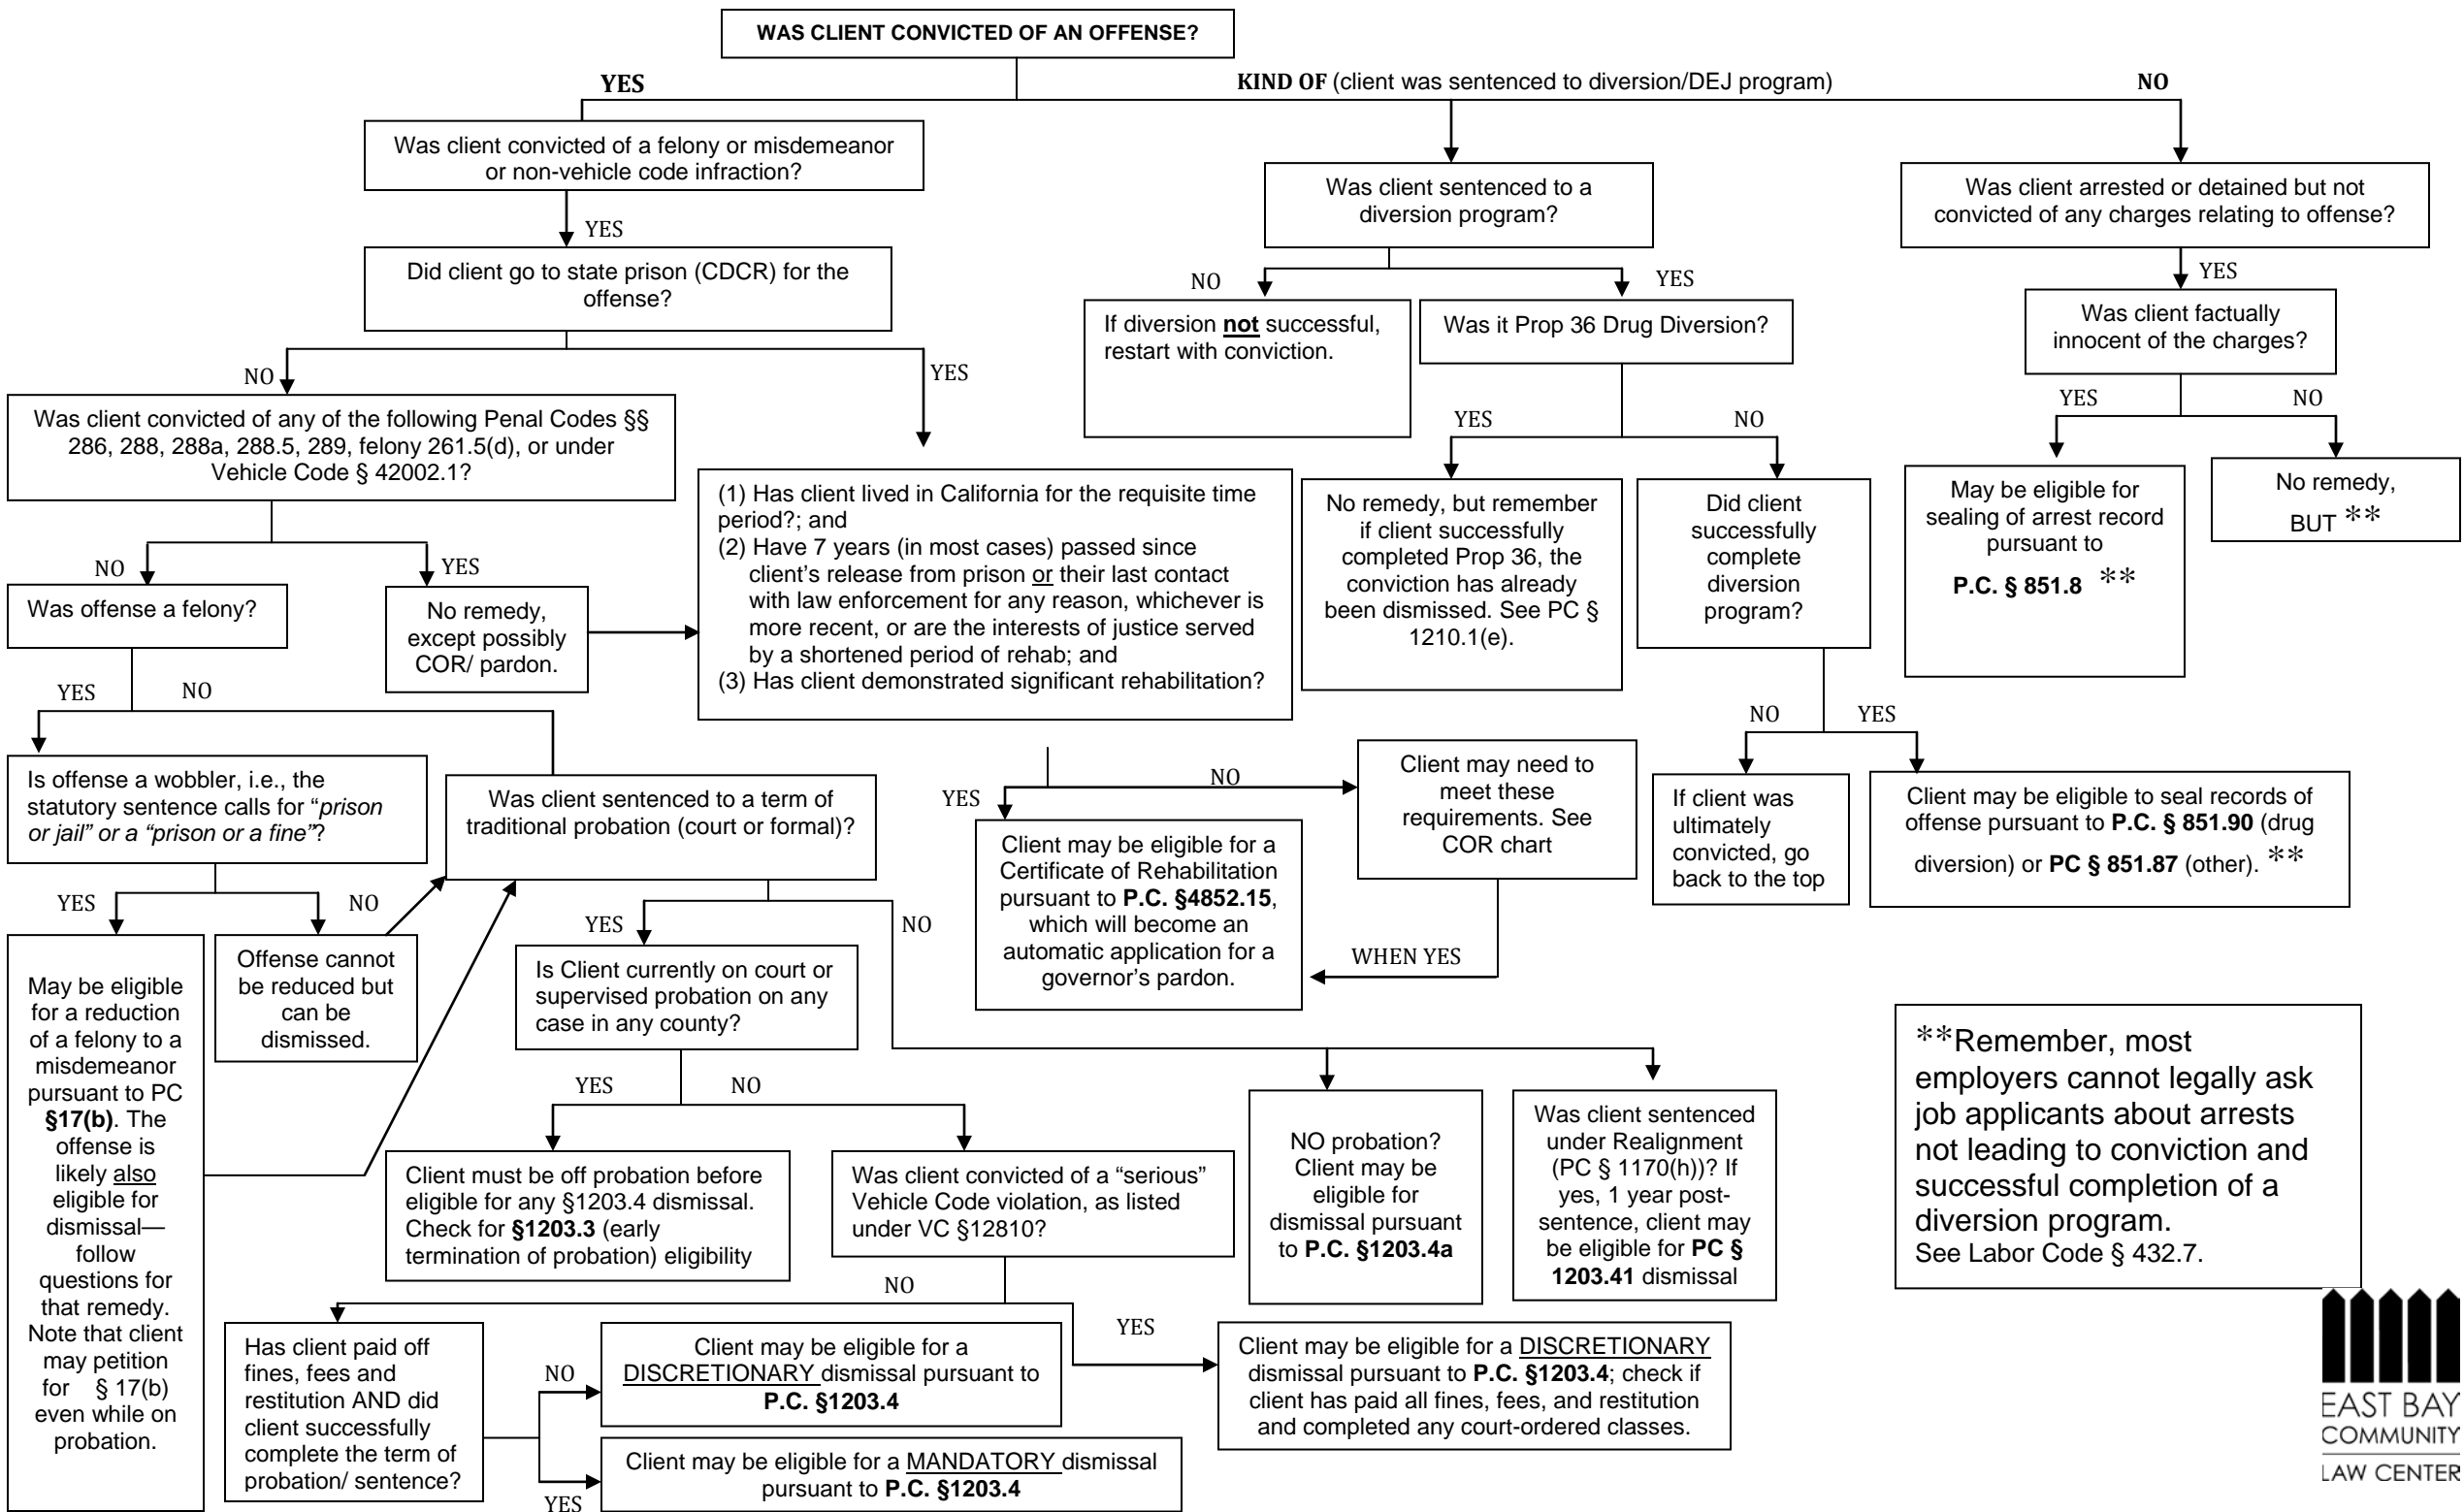 WAS CLIENT CONVICTED OF AN OFFENSE?
YES
KIND OF (client was sentenced to diversion/DEJ program)
NO
Was client convicted of a felony or misdemeanor
or non-vehicle code infraction?
YES
Did client go to state prison (CDCR) for the
offense?
NO
YES
Was client convicted of any of the following Penal Codes §§
286, 288, 288a, 288.5, 289, felony 261.5(d), or under
Vehicle Code § 42002.1?
NO
YES
Was offense a felony?
No remedy,
except possibly
COR/ pardon.
(1) Has client lived in California for the requisite time
period?; and
(2) Have 7 years (in most cases) passed since
client's release from prison or their last contact
with law enforcement for any reason, whichever is
more recent, or are the interests of justice served
by a shortened period of rehab; and
(3) Has client demonstrated significant rehabilitation?
YES
NO
Is offense a wobbler, i.e., the
statutory sentence calls for “prison
or jail” or a “prison or a fine”?
YES
NO
May be eligible
for a reduction
of a felony to a
misdemeanor
pursuant to PC
§17(b). The
offense is
likely also
eligible for
dismissal—
follow
questions for
that remedy.
Note that client
may petition
for § 17(b)
even while on
probation.
Offense cannot
be reduced but
can be
dismissed.
Was client sentenced to a term of
traditional probation (court or formal)?
YES
NO
Is Client currently on court or
supervised probation on any
case in any county?
YES
NO
Client must be off probation before
eligible for any §1203.4 dismissal.
Check for §1203.3 (early
termination of probation) eligibility
Was client convicted of a “serious”
Vehicle Code violation, as listed
under VC §12810?
NO
YES
Has client paid off
fines, fees and
restitution AND did
client successfully
complete the term of
probation/ sentence?
NO
YES
Client may be eligible for a
DISCRETIONARY dismissal pursuant to
P.C. §1203.4
Client may be eligible for a MANDATORY dismissal
pursuant to P.C. §1203.4
Client may be eligible for a DISCRETIONARY
dismissal pursuant to P.C. §1203.4; check if
client has paid all fines, fees, and restitution
and completed any court-ordered classes.
NO probation?
Client may be
eligible for
dismissal pursuant
to P.C. §1203.4a
Was client sentenced
under Realignment
(PC § 1170(h))? If
yes, 1 year post-
sentence, client may
be eligible for PC §
1203.41 dismissal
YES
NO
Client may be eligible for a
Certificate of Rehabilitation
pursuant to P.C. §4852.15,
which will become an
automatic application for a
governor's pardon.
Client may need to
meet these
requirements. See
COR chart
WHEN YES
Was client sentenced to a
diversion program?
NO
YES
If diversion not successful,
restart with conviction.
Was it Prop 36 Drug Diversion?
YES
NO
No remedy, but remember
if client successfully
completed Prop 36, the
conviction has already
been dismissed. See PC §
1210.1(e).
Did client
successfully
complete
diversion
program?
NO
YES
If client was
ultimately
convicted, go
back to the top
Client may be eligible to seal records of
offense pursuant to P.C. § 851.90 (drug
diversion) or PC § 851.87 (other). **
Was client arrested or detained but not
convicted of any charges relating to offense?
YES
Was client factually
innocent of the charges?
YES
NO
May be eligible for
sealing of arrest record
pursuant to
P.C. § 851.8 **
No remedy,
BUT **
**Remember, most
employers cannot legally ask
job applicants about arrests
not leading to conviction and
successful completion of a
diversion program.
See Labor Code § 432.7.
EAST BAY
COMMUNITY
LAW CENTER